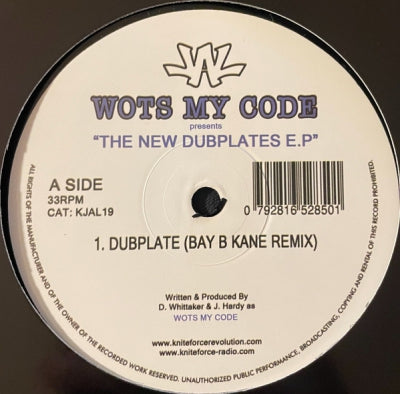 W
WOTS MY CODE
presents
"THE NEW DUBPLATES E.P"
A SIDE
33RPM
CAT: KJAL19
0 792816 528501
1. DUBPLATE (BAY B KANE REMIX)
Written & Produced By
D. Whittaker & J. Hardy as
WOTS MY CODE
www.kniteforcerevolution.com
www.kniteforce-radio.com
ALL RIGHTS OF THE MANUFACTURER AND OF THE OWNER OF THE RECORDED WORK RESERVED. UNAUTHORIZED PUBLIC PERFORMANCE, BROADCASTING, COPYING AND RENTAL OF THIS RECORD PROHIBITED.